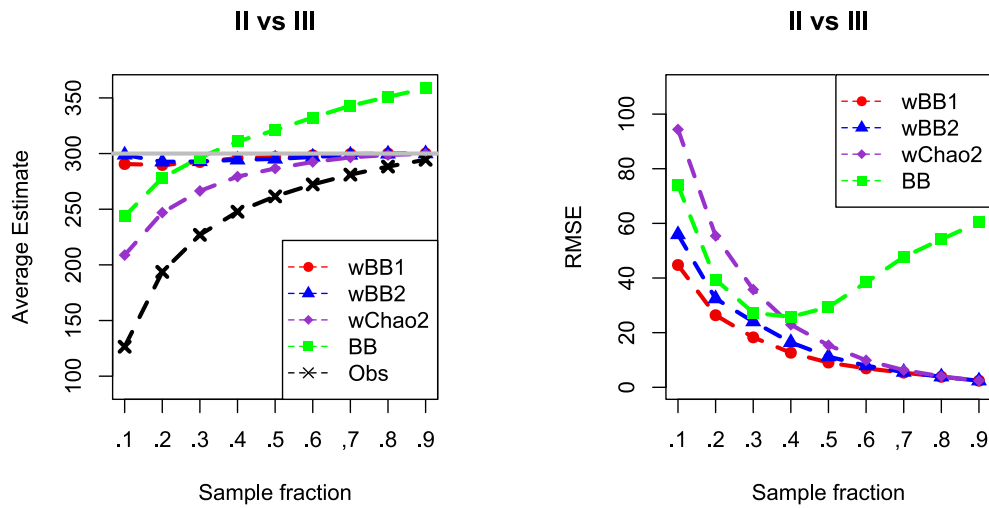 II vs III
Average Estimate
350
300
250
200
150
100
wBB1
wBB2
wChao2
BB
Obs
.1 .2 .3 .4 .5 .6 ,7 .8 .9
Sample fraction
II vs III
RMSE
100
80
60
40
20
0
wBB1
wBB2
wChao2
BB
.1 .2 .3 .4 .5 .6 ,7 .8 .9
Sample fraction